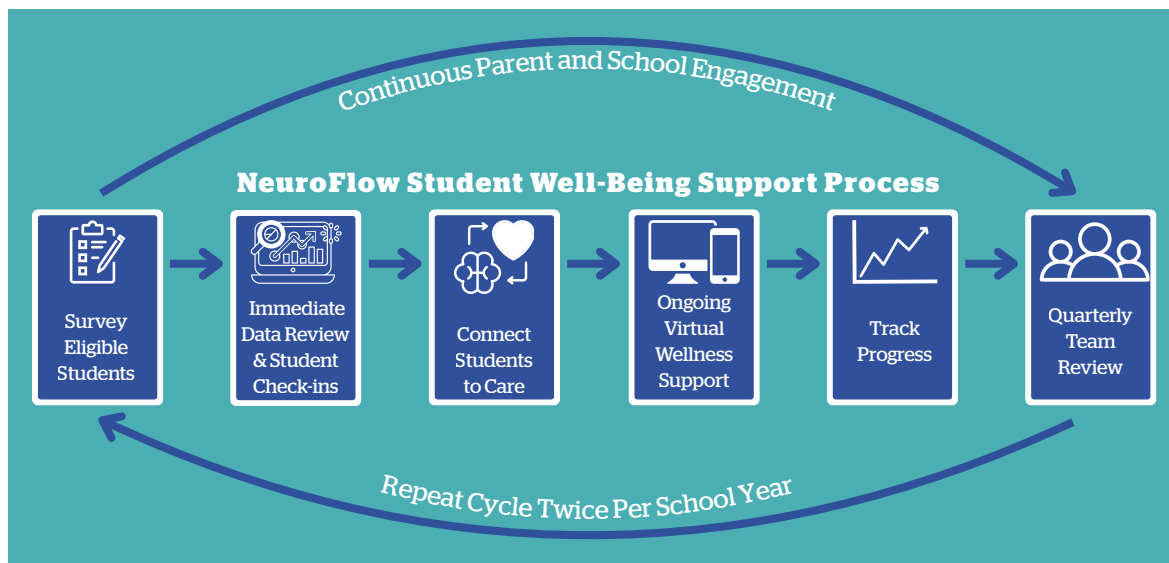 Continuous Parent and School Engagement
NeuroFlow Student Well-Being Support Process
Survey
Eligible
Students
Immediate
Data Review
& Student
Check-ins
Connect
Students
to Care
Ongoing
Virtual
Wellness
Support
Track
Progress
Quarterly
Team
Review
Repeat Cycle Twice Per School Year